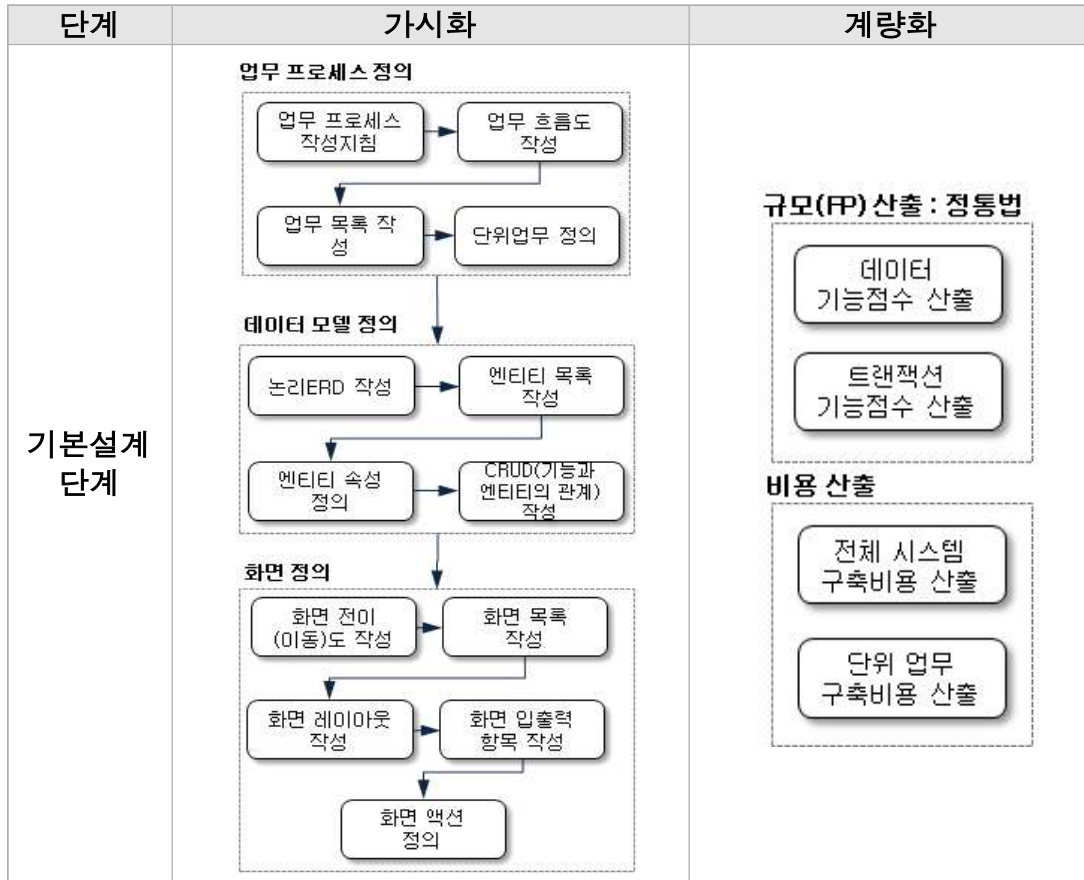 단계
가시화
계량화
기본설계
단계
업무 프로세스 정의
업무 프로세스
작성지침
업무 흐름도
작성
업무 목록 작
성
단위업무 정의
데이터 모델 정의
논리ERD 작성
엔티티 목록
작성
엔티티 속성
정의
CRUD(기능과
엔티티의 관계)
작성
화면 정의
화면 전이
(이동)도 작성
화면 목록
작성
화면 레이아웃
작성
화면 입출력
항목 작성
화면 액션
정의
규모(FP) 산출 : 정통법
데이터
기능점수 산출
트랜잭션
기능점수 산출
비용 산출
전체 시스템
구축비용 산출
단위 업무
구축비용 산출